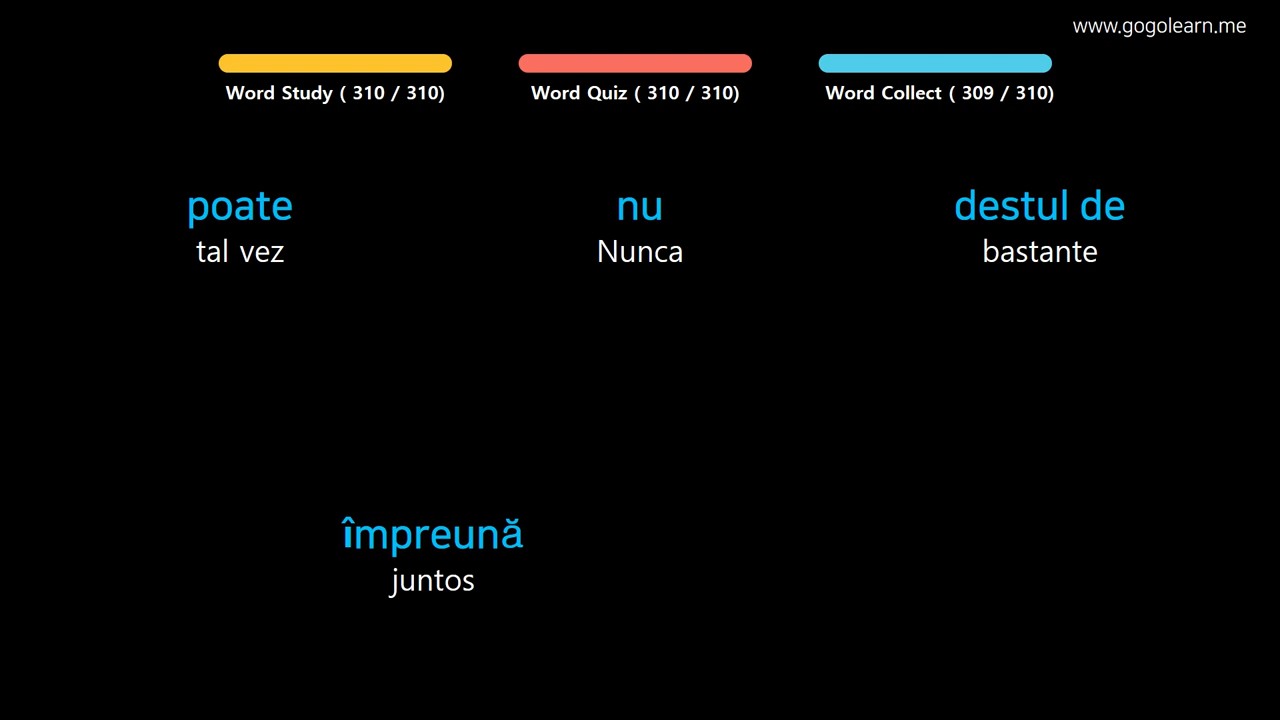 www.gogolearn.me
Word Study ( 310 / 310)
Word Quiz ( 310 / 310)
Word Collect ( 309 / 310)
poate
tal vez
nu
Nunca
destul de
bastante
împreună
juntos